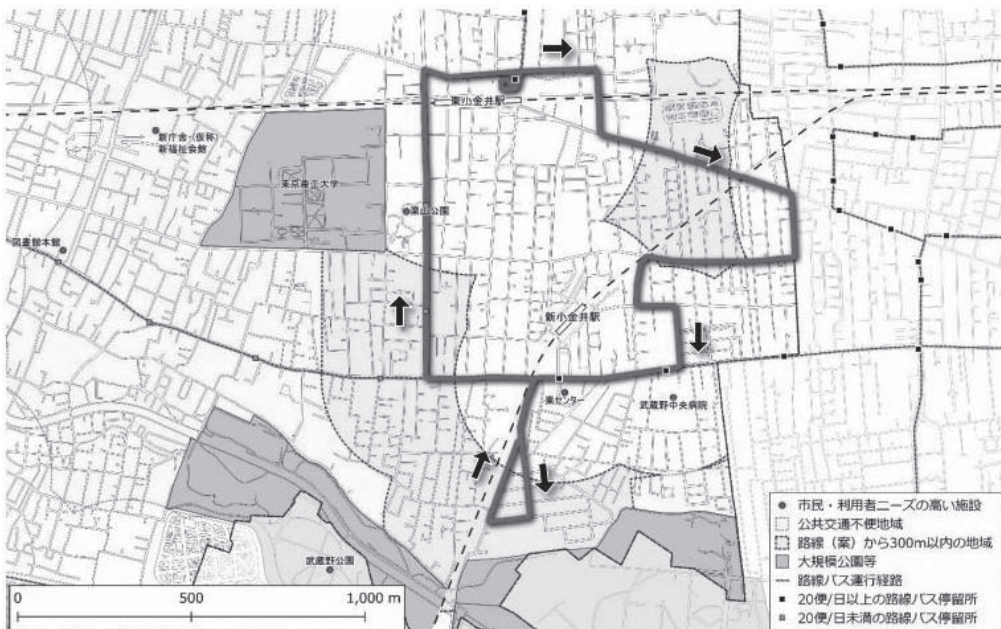 東小金井駅
新庁舎・(仮称)
新福祉会館
東京農工大学
栗山公園
図書館本館
新小金井駅
東センター
武蔵野中央病院
武蔵野公園
市民・利用者ニーズの高い施設
公共交通不便地域
路線（案）から300m以内の地域
大規模公園等
路線バス運行経路
20便/日以上の路線バス停留所
20便/日未満の路線バス停留所
0 500 1,000 m